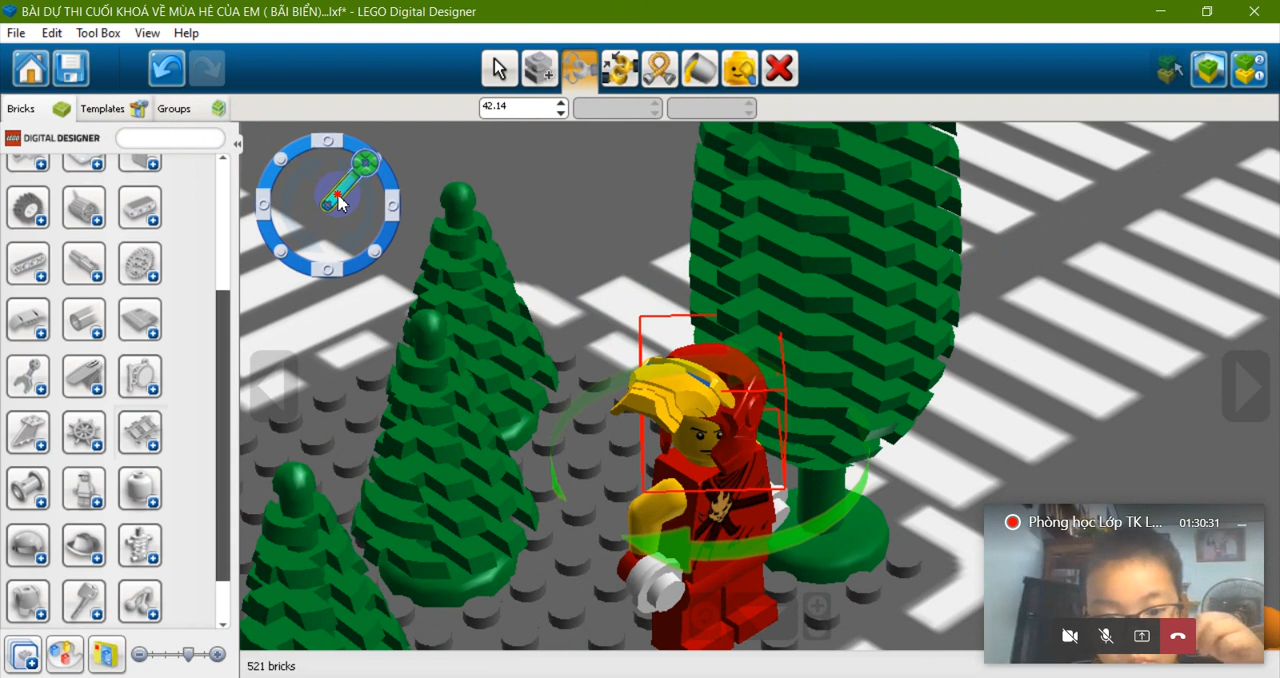 BÀI DỰ THI CUỐI KHOÁ VỀ MÙA HÈ CỦA EM ( BÃI BIỂN)...lxf* - LEGO Digital Designer
File Edit Tool Box View Help
Bricks Templates Groups
42.14
LEGO DIGITAL DESIGNER
Phòng học Lớp TK L... 01:30:31
521 bricks